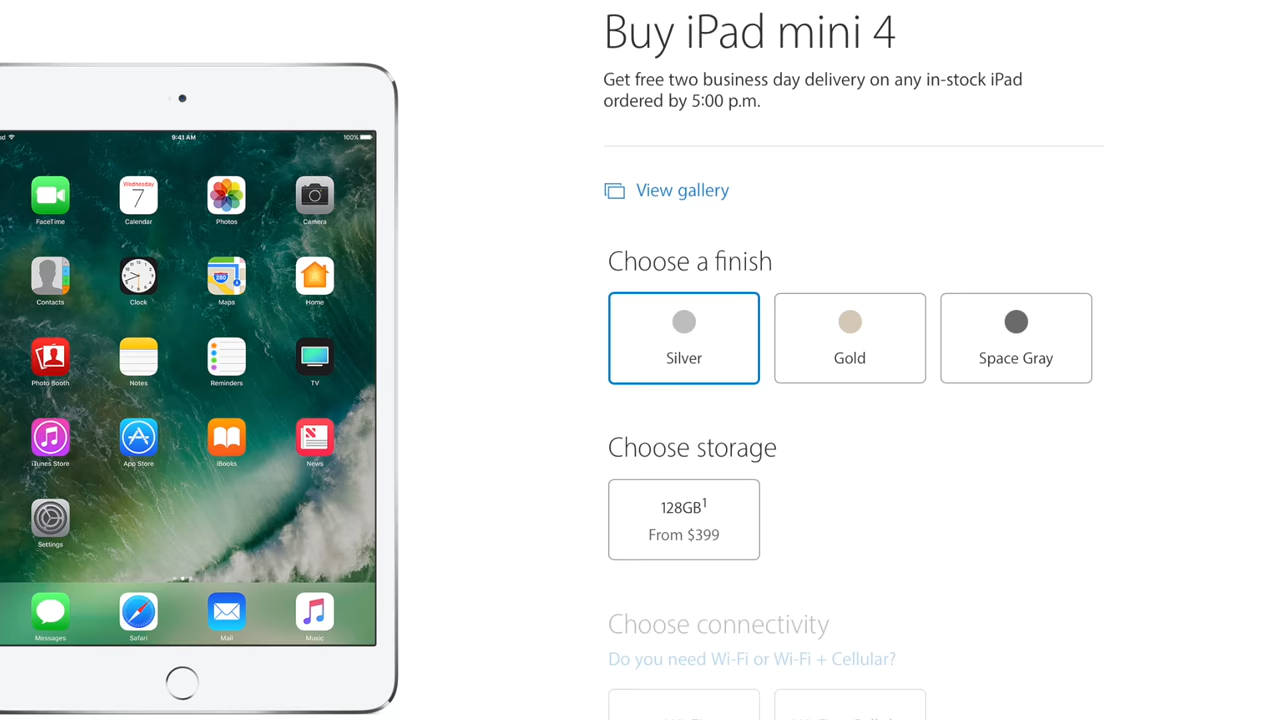 Buy iPad mini 4
Get free two business day delivery on any in-stock iPad
ordered by 5:00 p.m.
View gallery
Choose a finish
Silver
Gold
Space Gray
Choose storage
128GB1
From $399
Choose connectivity
Do you need Wi-Fi or Wi-Fi + Cellular?
9:41 AM
100%
FaceTime
Wednesday
7
Calendar
Photos
Camera
Contacts
Clock
280
Maps
Home
Photo Booth
Notes
Reminders
TV
iTunes Store
App Store
iBooks
News
Settings
Messages
Safari
Mail
Music